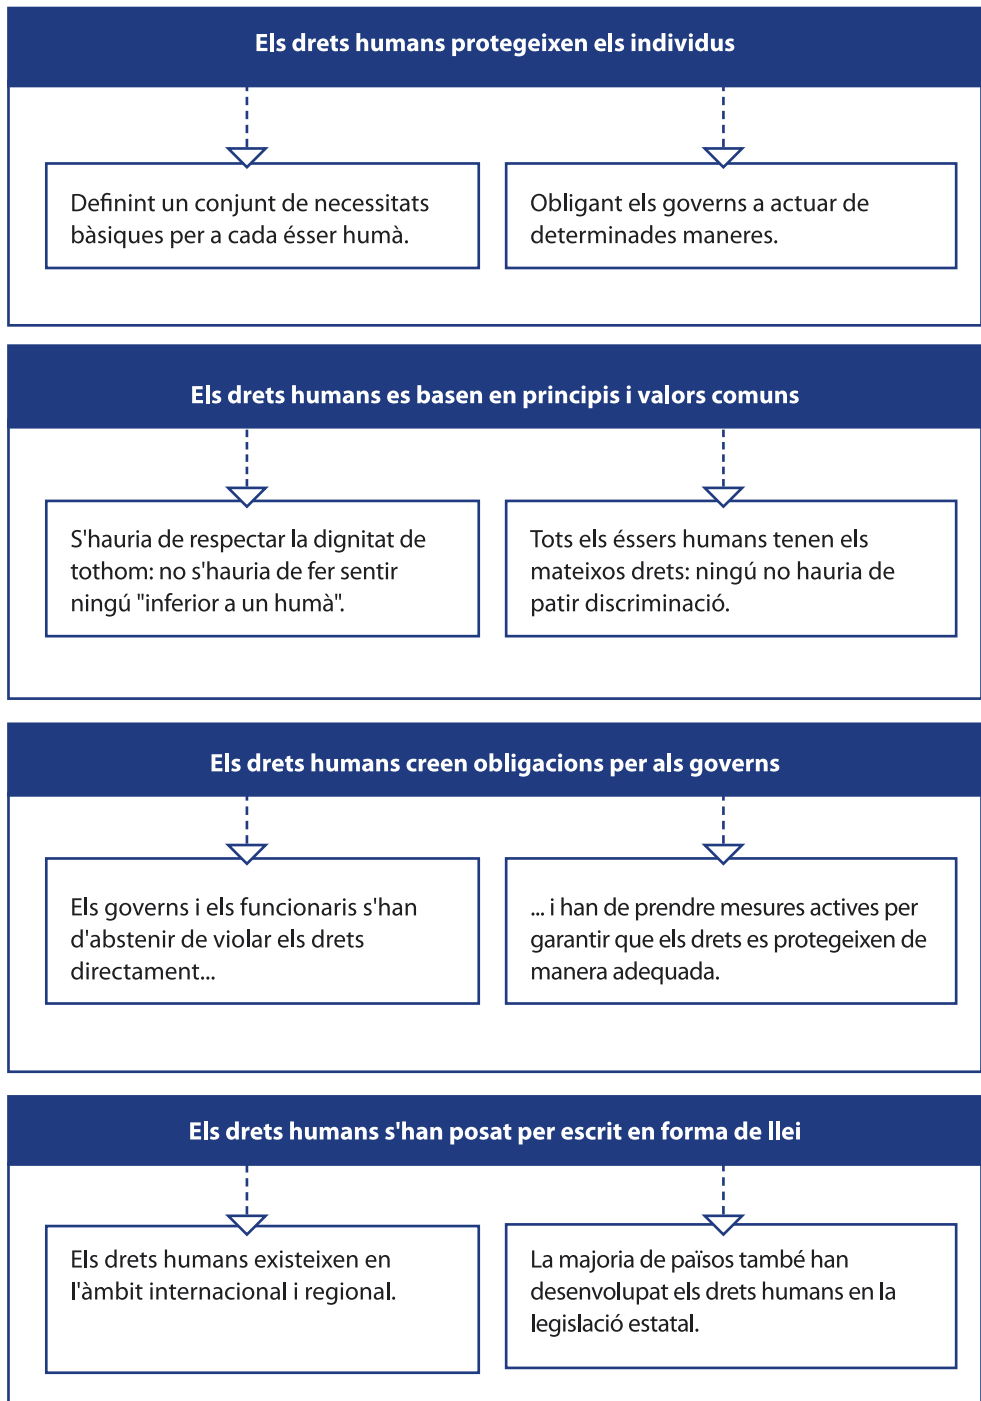 Els drets humans protegeixen els individus
Definint un conjunt de necessitats
bàsiques per a cada ésser humà.
Obligant els governs a actuar de
determinades maneres.
Els drets humans es basen en principis i valors comuns
S'hauria de respectar la dignitat de
tothom: no s'hauria de fer sentir
ningú "inferior a un humà".
Tots els éssers humans tenen els
mateixos drets: ningú no hauria de
patir discriminació.
Els drets humans creen obligacions per als governs
Els governs i els funcionaris s'han
d'abstenir de violar els drets
directament...
... i han de prendre mesures actives per
garantir que els drets es protegeixen de
manera adequada.
Els drets humans s'han posat per escrit en forma de llei
Els drets humans existeixen en
l'àmbit internacional i regional.
La majoria de països també han
desenvolupat els drets humans en la
legislació estatal.